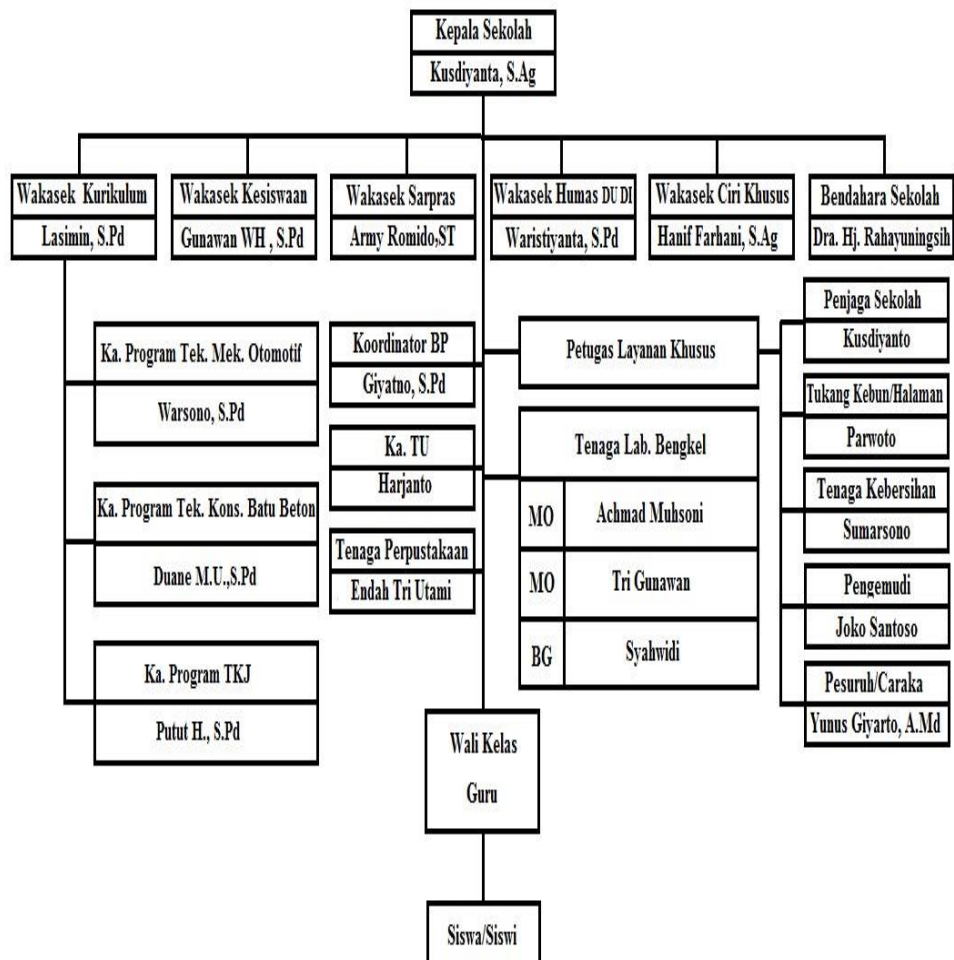 Kepala Sekolah
Kusdiyanta, S.Ag
Wakasek Kurikulum
Lasimin, S.Pd
Wakasek Kesiswaan
Gunawan WH , S.Pd
Wakasek Sarpras
Army Romido,ST
Wakasek Humas DU DI
Waristiyanta, S.Pd
Wakasek Ciri Khusus
Hanif Farhani, S.Ag
Bendahara Sekolah
Dra. Hj. Rahayuningsih
Ka. Program Tek. Mek. Otomotif
Warsono, S.Pd
Ka. Program Tek. Kons. Batu Beton
Duane M.U.,S.Pd
Ka. Program TKJ
Putut H., S.Pd
Koordinator BP
Giyatno, S.Pd
Ka. TU
Harjanto
Tenaga Perpustakaan
Endah Tri Utami
Petugas Layanan Khusus
Tenaga Lab. Bengkel
MO Achmad Muhsoni
MO Tri Gunawan
BG Syahwidi
Penjaga Sekolah
Kusdiyanto
Tukang Kebun/Halaman
Parwoto
Tenaga Kebersihan
Sumarsono
Pengemudi
Joko Santoso
Pesuruh/Caraka
Yunus Giyarto, A.Md
Wali Kelas
Guru
Siswa/Siswi